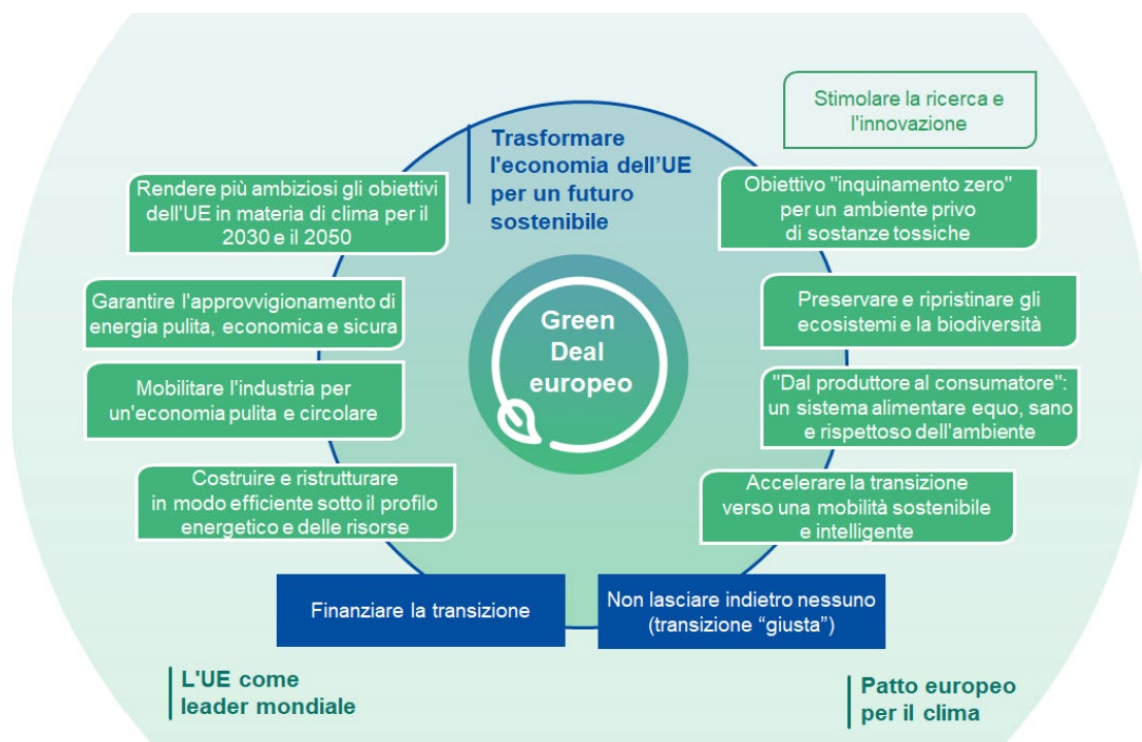 Stimolare la ricerca e
l'innovazione
Trasformare
l'economia dell'UE
per un futuro
sostenibile
Rendere più ambiziosi gli obiettivi
dell'UE in materia di clima per il
2030 e il 2050
Obiettivo "inquinamento zero"
per un ambiente privo
di sostanze tossiche
Garantire l'approvvigionamento di
energia pulita, economica e sicura
Preservare e ripristinare gli
ecosistemi e la biodiversità
Green
Deal
europeo
Mobilitare l'industria per
un'economia pulita e circolare
"Dal produttore al consumatore":
un sistema alimentare equo, sano
e rispettoso dell'ambiente
Costruire e ristrutturare
in modo efficiente sotto il profilo
energetico e delle risorse
Accelerare la transizione
verso una mobilità sostenibile
e intelligente
Finanziare la transizione
Non lasciare indietro nessuno
(transizione “giusta”)
L'UE come
leader mondiale
Patto europeo
per il clima